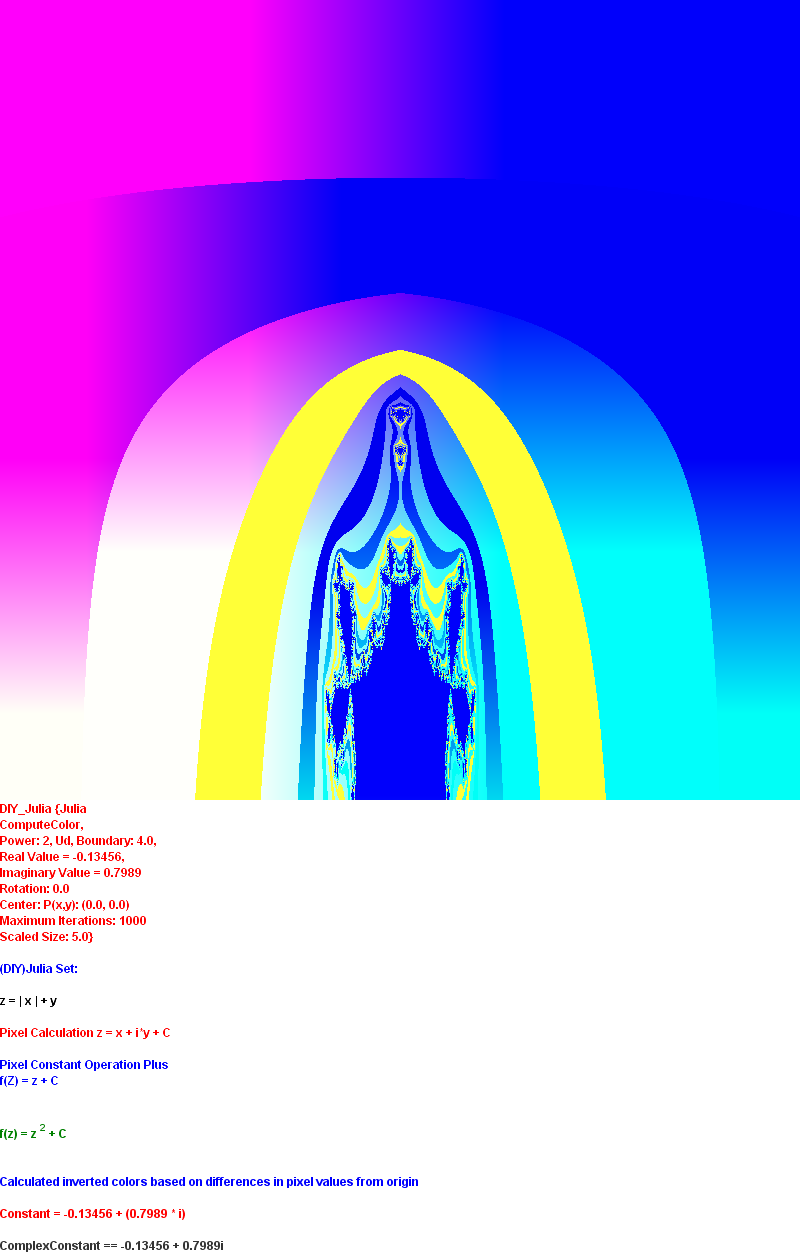 DIY_Julia {Julia
ComputeColor,
Power: 2, Ud, Boundary: 4.0,
Real Value = -0.13456,
Imaginary Value = 0.7989
Rotation: 0.0
Center: P(x,y): (0.0, 0.0)
Maximum Iterations: 1000
Scaled Size: 5.0}
(DIY)Julia Set:
z = | x | + y
Pixel Calculation z = x + i*y + C
Pixel Constant Operation Plus
f(Z) = z + C
f(z) = z 2 + C
Calculated inverted colors based on differences in pixel values from origin
Constant = -0.13456 + (0.7989 * i)
ComplexConstant == -0.13456 + 0.7989i